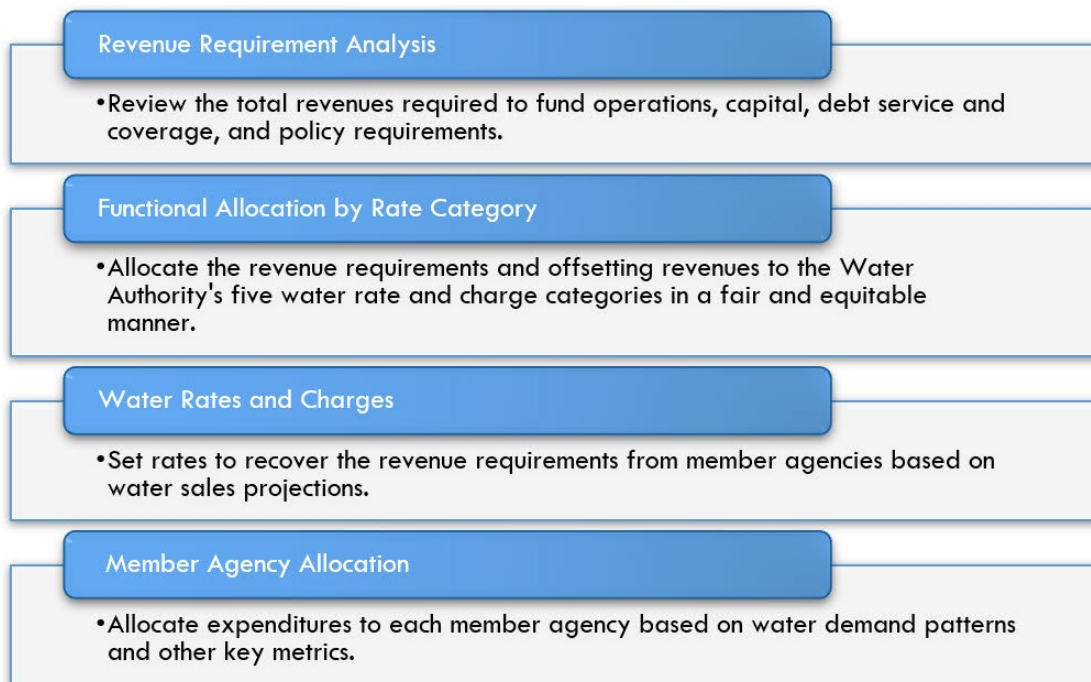 Revenue Requirement Analysis
•Review the total revenues required to fund operations, capital, debt service and
coverage, and policy requirements.
Functional Allocation by Rate Category
•Allocate the revenue requirements and offsetting revenues to the Water
Authority's five water rate and charge categories in a fair and equitable
manner.
Water Rates and Charges
•Set rates to recover the revenue requirements from member agencies based on
water sales projections.
Member Agency Allocation
•Allocate expenditures to each member agency based on water demand patterns
and other key metrics.